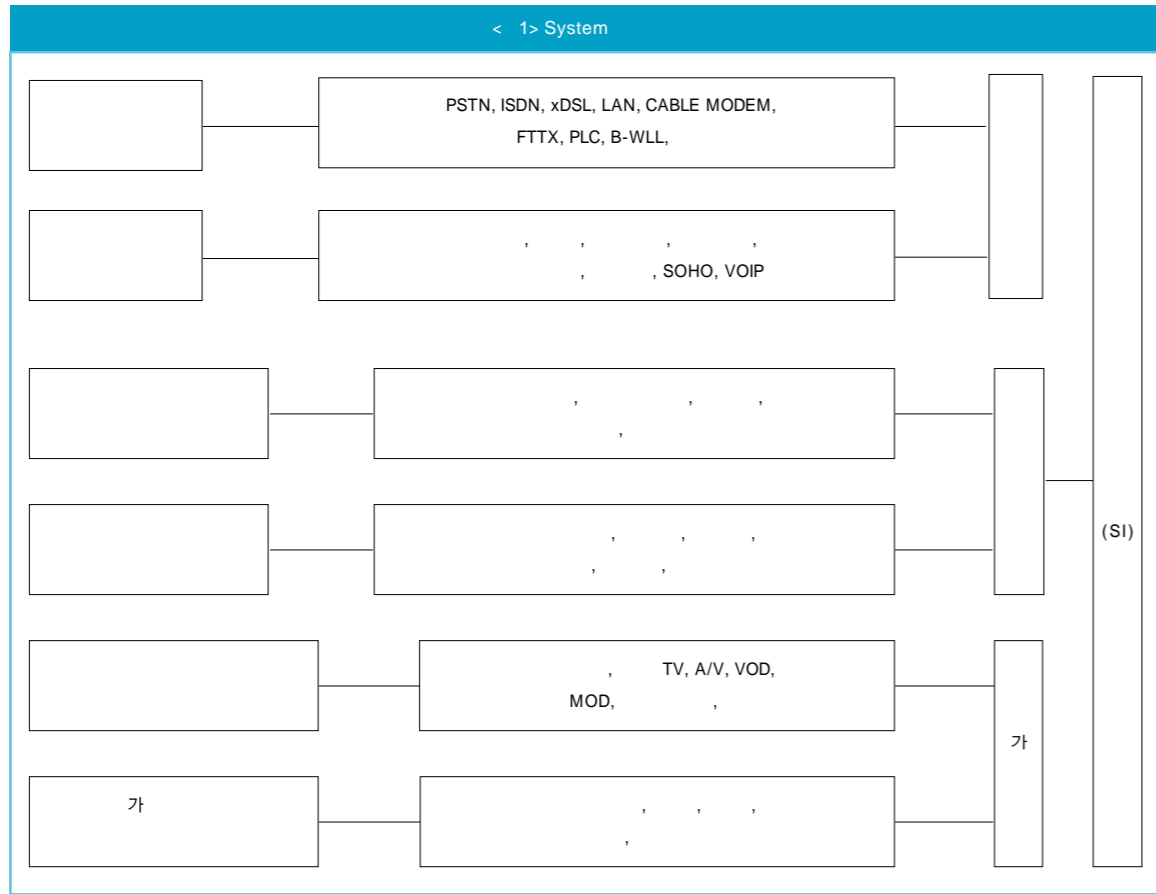 < 1> System
PSTN, ISDN, xDSL, LAN, CABLE MODEM,
FTTX, PLC, B-WLL,
, , , ,
, , SOHO, VOIP
, , ,
,
, , ,
, ,
(SI)
, TV, A/V, VOD,
MOD, ,
가
가
, , ,
,